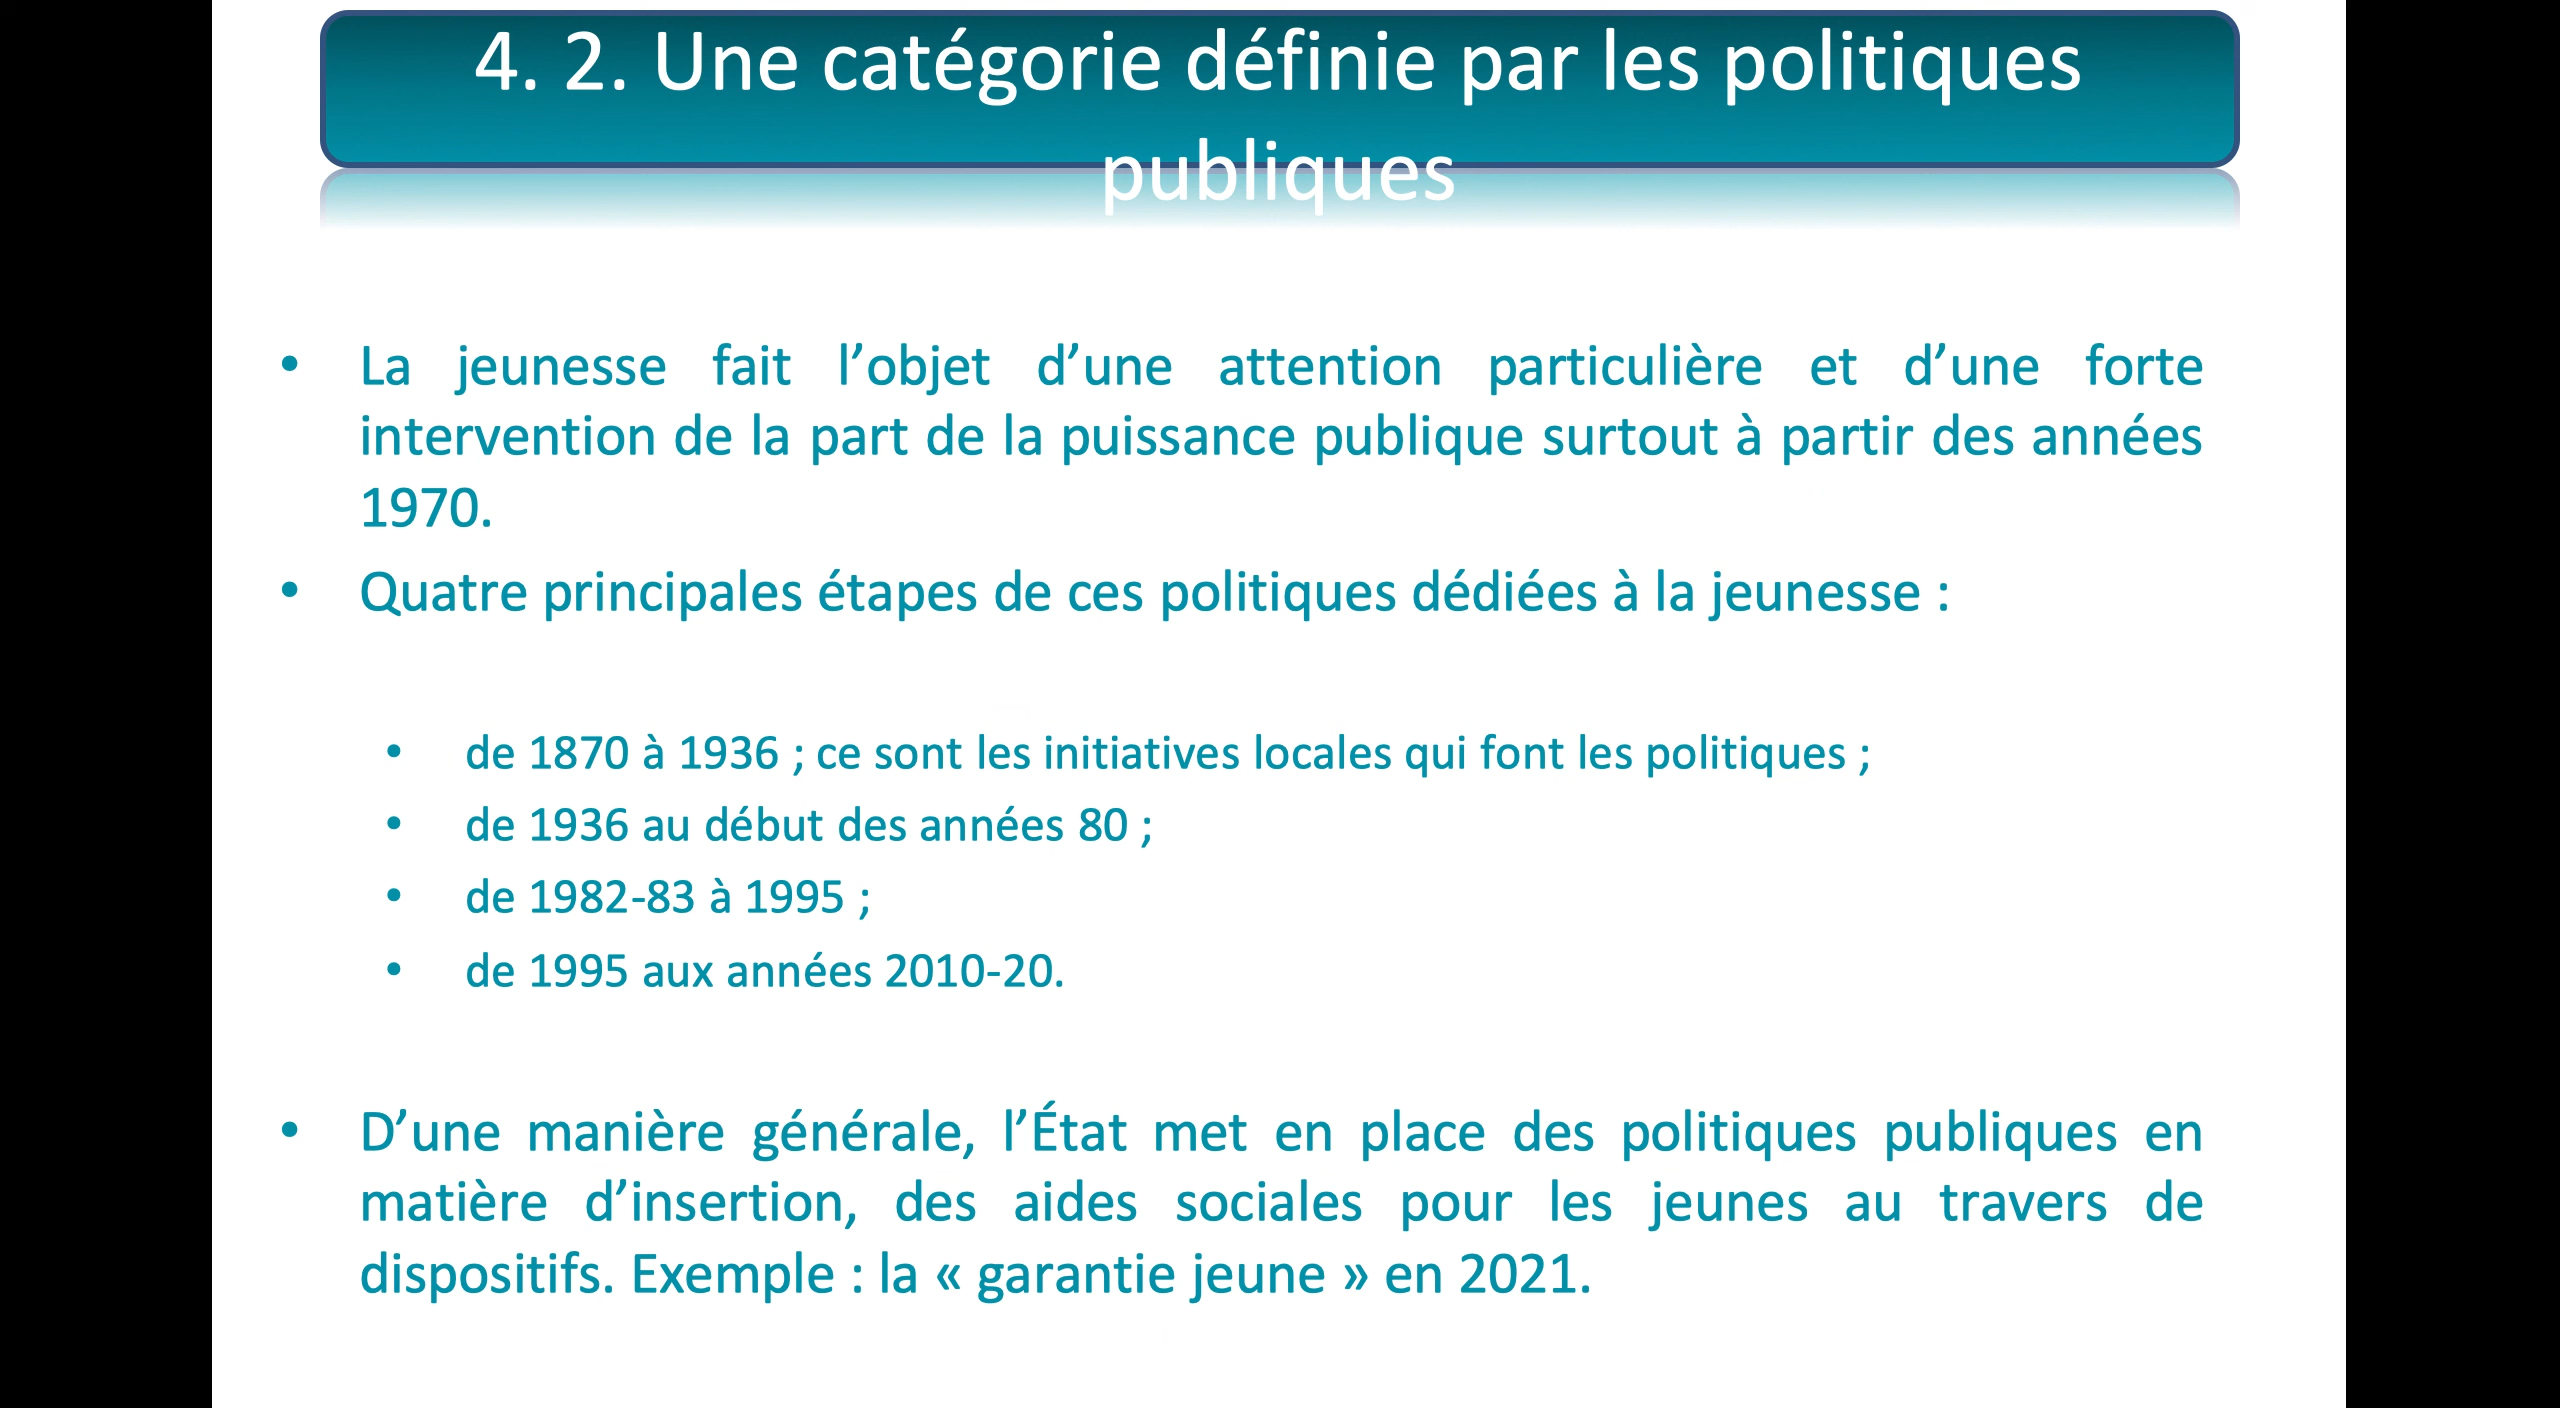 4. 2. Une catégorie définie par les politiques
publiques
• La jeunesse fait l’objet d’une attention particulière et d’une forte
intervention de la part de la puissance publique surtout à partir des années
1970.
• Quatre principales étapes de ces politiques dédiées à la jeunesse :
• de 1870 à 1936 ; ce sont les initiatives locales qui font les politiques ;
• de 1936 au début des années 80 ;
• de 1982-83 à 1995 ;
• de 1995 aux années 2010-20.
• D’une manière générale, l’État met en place des politiques publiques en
matière d’insertion, des aides sociales pour les jeunes au travers de
dispositifs. Exemple : la « garantie jeune » en 2021.